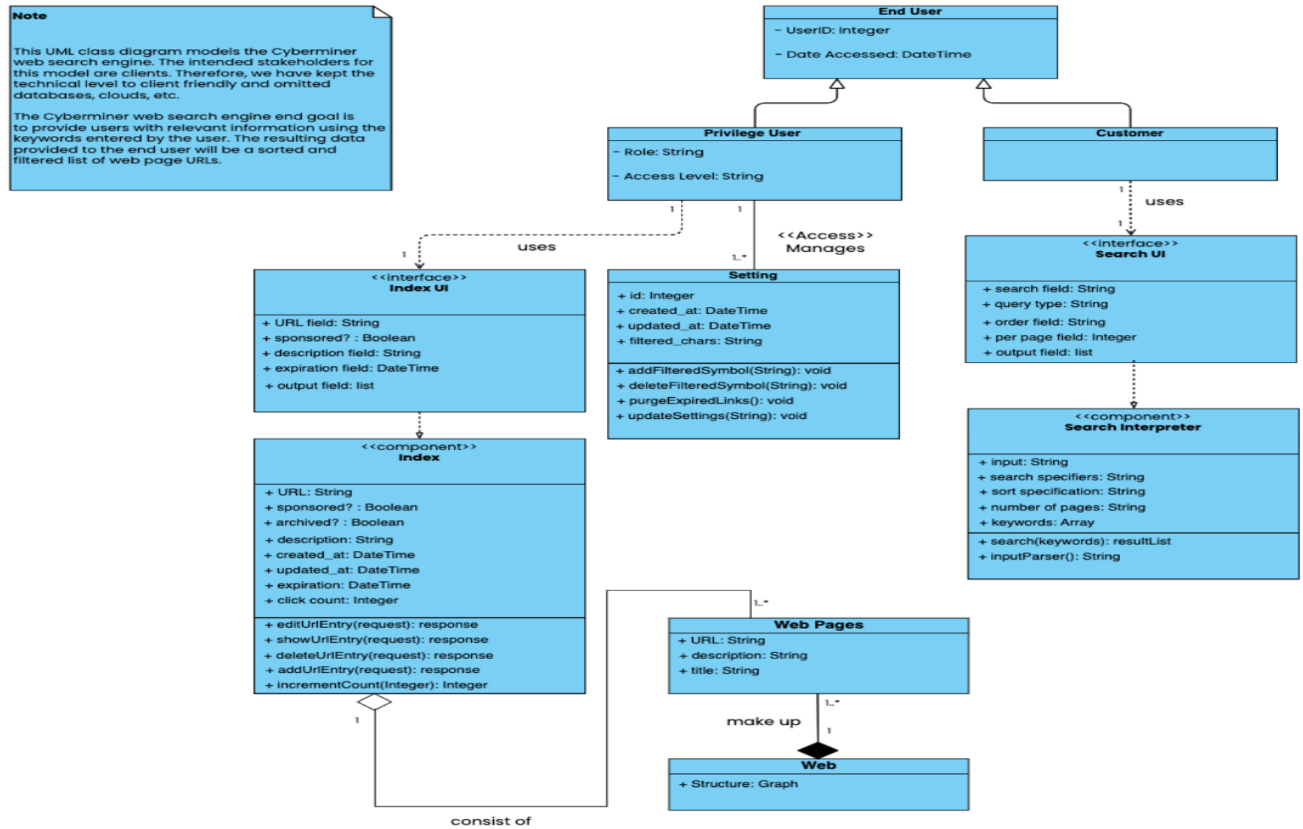 Note
This UML class diagram models the Cyberminer
web search engine. The intended stakeholders for
this model are clients. Therefore, we have kept the
technical level to client friendly and omitted
databases, clouds, etc.
The Cyberminer web search engine end goal is
to provide users with relevant information using the
keywords entered by the user. The resulting data
provided to the end user will be a sorted and
filtered list of web page URLs.
End User
- UserID: Integer
- Date Accessed: DateTime
Privilege User
- Role: String
- Access Level: String
Customer
1
uses
1
1
1
uses
1
<<Access>>
Manages
1..*
<<interface>>
Index UI
+ URL field: String
+ sponsored? : Boolean
+ description field: String
+ expiration field: DateTime
+ output field: list
Setting
+ id: Integer
+ created_at: DateTime
+ updated_at: DateTime
+ filtered_chars: String
+ addFilteredSymbol(String): void
+ deleteFilteredSymbol(String): void
+ purgeExpiredLinks(): void
+ updateSettings(String): void
<<interface>>
Search UI
+ search field: String
+ query type: String
+ order field: String
+ per page field: Integer
+ output field: list
<<component>>
Search Interpreter
+ input: String
+ search specifiers: String
+ sort specification: String
+ number of pages: String
+ keywords: Array
+ search(keywords): resultList
+ inputParser(): String
<<component>>
Index
+ URL: String
+ sponsored? : Boolean
+ archived? : Boolean
+ description: String
+ created_at: DateTime
+ updated_at: DateTime
+ expiration: DateTime
+ click count: Integer
+ editUrlEntry(request): response
+ showUrlEntry(request): response
+ deleteUrlEntry(request): response
+ addUrlEntry(request): response
+ incrementCount(Integer): Integer
1
consist of
1..*
Web Pages
+ URL: String
+ description: String
+ title: String
1..*
make up
1
Web
+ Structure: Graph